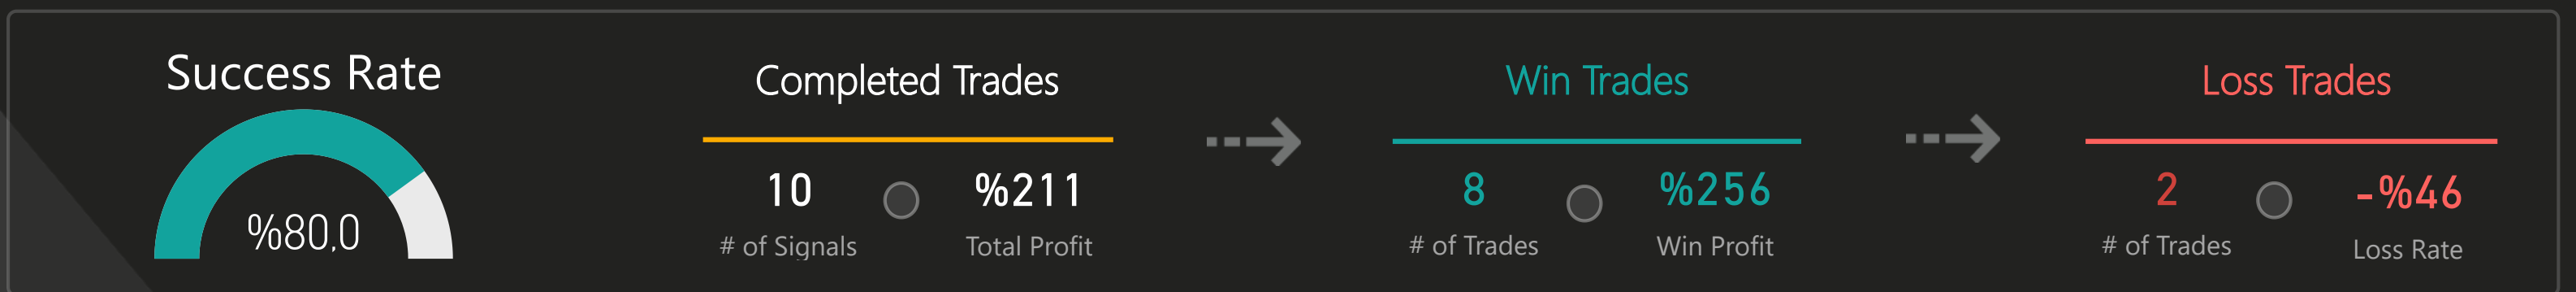 Success Rate
%80,0
Completed Trades
10
%211
# of Signals
Total Profit
Win Trades
8
%256
# of Trades
Win Profit
Loss Trades
2
-%46
# of Trades
Loss Rate